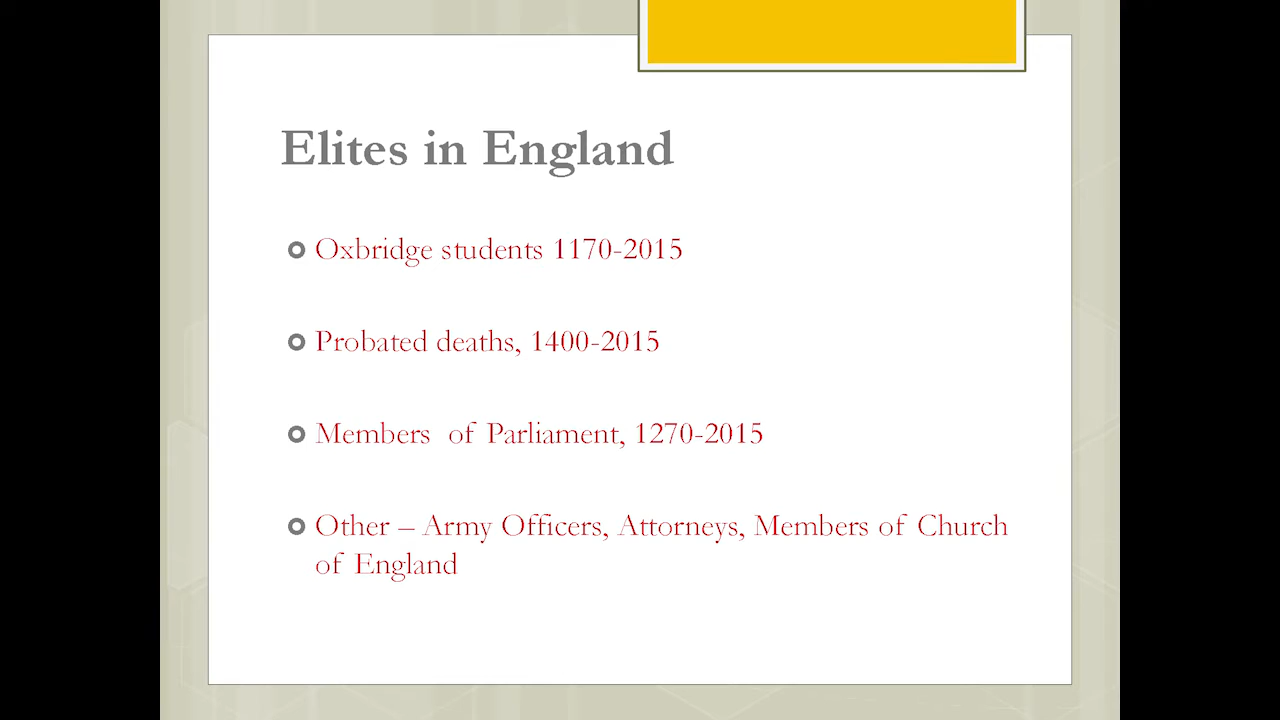 Elites in England
Oxbridge students 1170-2015
Probated deaths, 1400-2015
Members of Parliament, 1270-2015
Other – Army Officers, Attorneys, Members of Church
of England